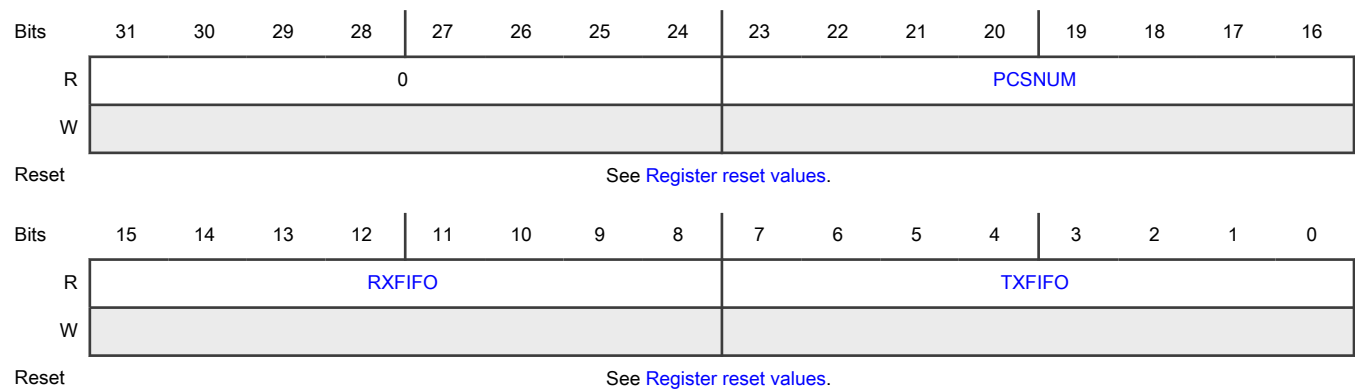 Bits 31 30 29 28 27 26 25 24 23 22 21 20 19 18 17 16
R 0 PCSNUM
W
Reset See Register reset values.
Bits 15 14 13 12 11 10 9 8 7 6 5 4 3 2 1 0
R RXFIFO TXFIFO
W
Reset See Register reset values.